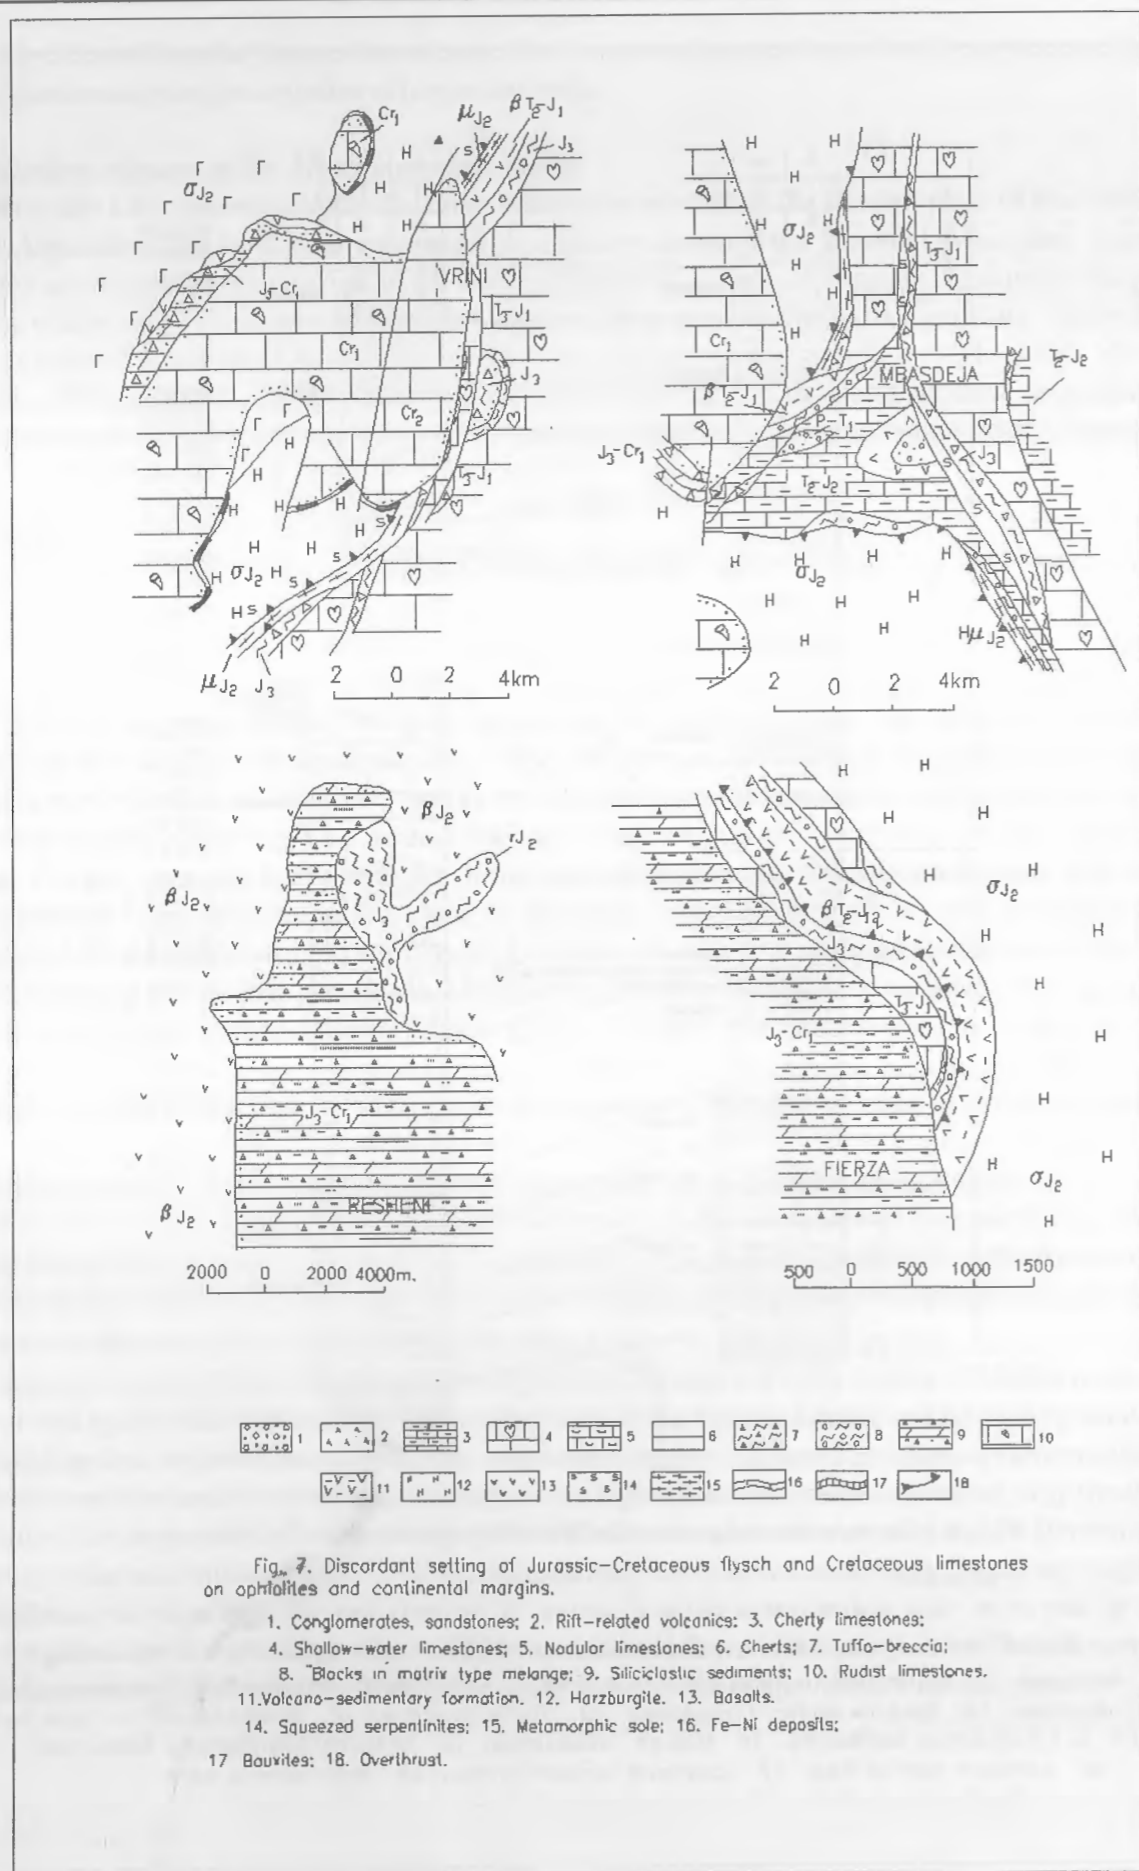 Cr1
μJ2
βT2-J1
J3
Γ Γ
σJ2
Γ Γ
H H
S
VRINI
J3-Cr1
T3-J1
Cr1
J3
Cr2
Γ
H
T3-J1
H H H
σJ2
S
μJ2 J3
2 0 2 4km
H H
σJ2
T3-J1
S
Cr1
MBASDEJA
T2-J2
βT2-J1
P-T1
J3-Cr1
J3
T2-J2
S
H H H
σJ2
HμJ2
2 0 2 4km
βJ2
rJ2
βJ2
J3
J3-Cr1
RESHENI
βJ2
2000 0 2000 4000m.
H H
σJ2
βT2-J2
J3
T3-J1
J3-Cr1
FIERZA
H H
σJ2
500 0 500 1000 1500
1 2 3 4 5 6 7 8 9 10
11 12 13 14 15 16 17 18
Fig. 7. Discordant setting of Jurassic-Cretaceous flysch and Cretaceous limestones
on ophiolites and continental margins.
1. Conglomerates, sandstones; 2. Rift-related volcanics: 3. Cherty limestones:
4. Shallow-water limestones; 5. Nodular limestones; 6. Cherts; 7. Tuffo-breccia;
8. "Blocks in matrix type melange; 9. Siliciclastic sediments; 10. Rudist limestones.
11.Volcano-sedimentary formation. 12. Harzburgite. 13. Basalts.
14. Squeezed serpentinites; 15. Metamorphic sole; 16. Fe-Ni deposits;
17 Bauxites; 18. Overthrust.